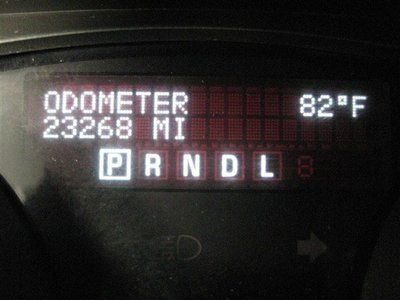 ODOMETER 82°F
23268 MI
P R N D L